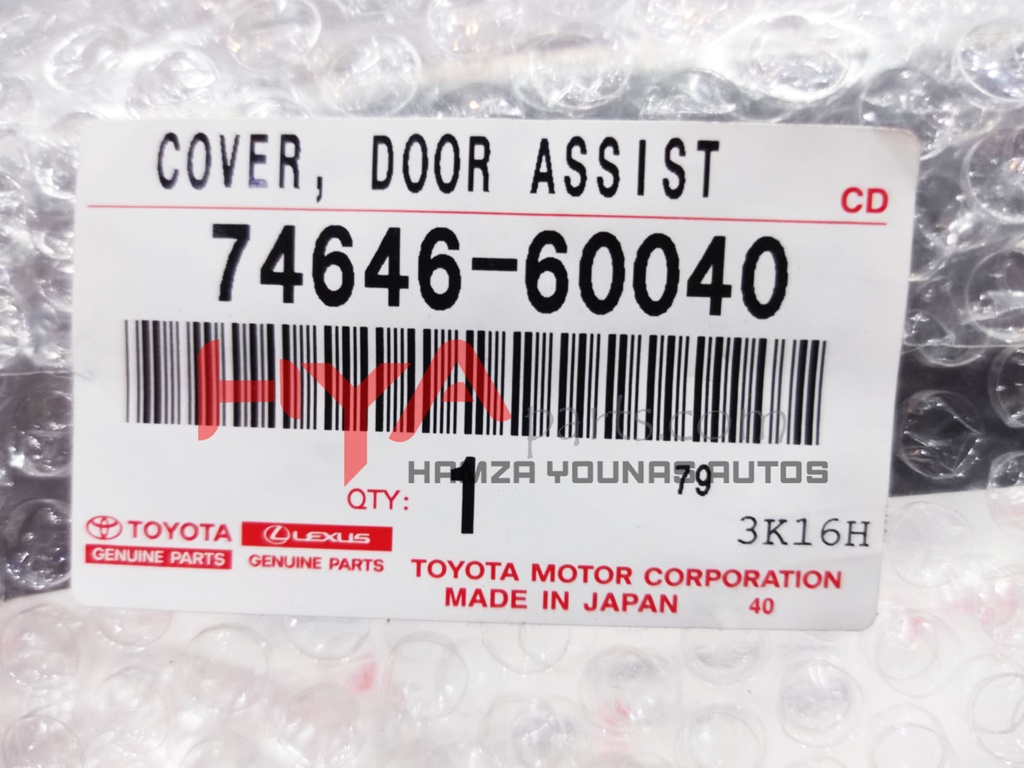 COVER, DOOR ASSIST
CD
74646-60040
HYA parts.com
HAMZA YOUNAS AUTOS
QTY: 1
79
3K16H
TOYOTA
GENUINE PARTS
LEXUS
GENUINE PARTS
TOYOTA MOTOR CORPORATION
MADE IN JAPAN 40